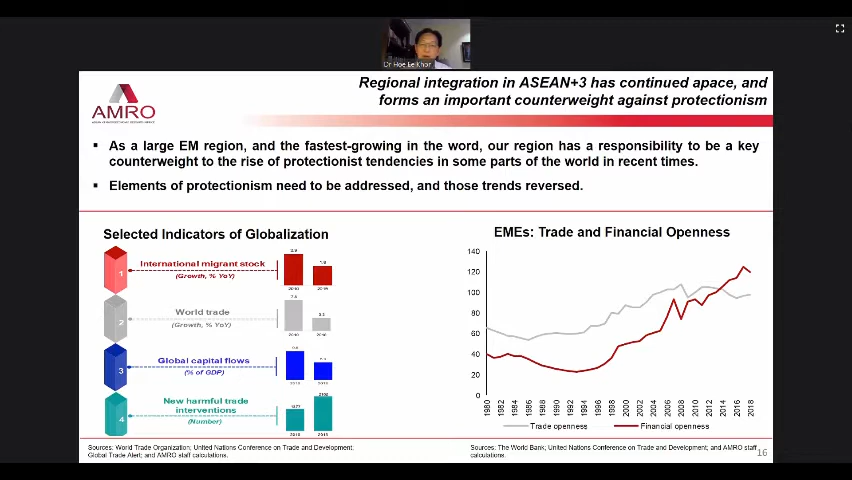 Dr Hoe Ee Khor
Regional integration in ASEAN+3 has continued apace, and
forms an important counterweight against protectionism
AMRO
As a large EM region, and the fastest-growing in the word, our region has a responsibility to be a key
counterweight to the rise of protectionist tendencies in some parts of the world in recent times.
Elements of protectionism need to be addressed, and those trends reversed.
Selected Indicators of Globalization
1
International migrant stock
(Growth, % YoY)
2
World trade
(Growth, % YoY)
3
Global capital flows
(% of GDP)
4
New harmful trade
interventions
(Number)
Sources: World Trade Organization; United Nations Conference on Trade and Development;
Global Trade Alert; and AMRO staff calculations.
EMEs: Trade and Financial Openness
140
120
100
80
60
40
20
0
1980 1982 1984 1986 1988 1990 1992 1994 1996 1998 2000 2002 2004 2006 2008 2010 2012 2014 2016 2018
Trade openness Financial openness
Sources: The World Bank; United Nations Conference on Trade and Development; and AMRO staff
calculations.
16